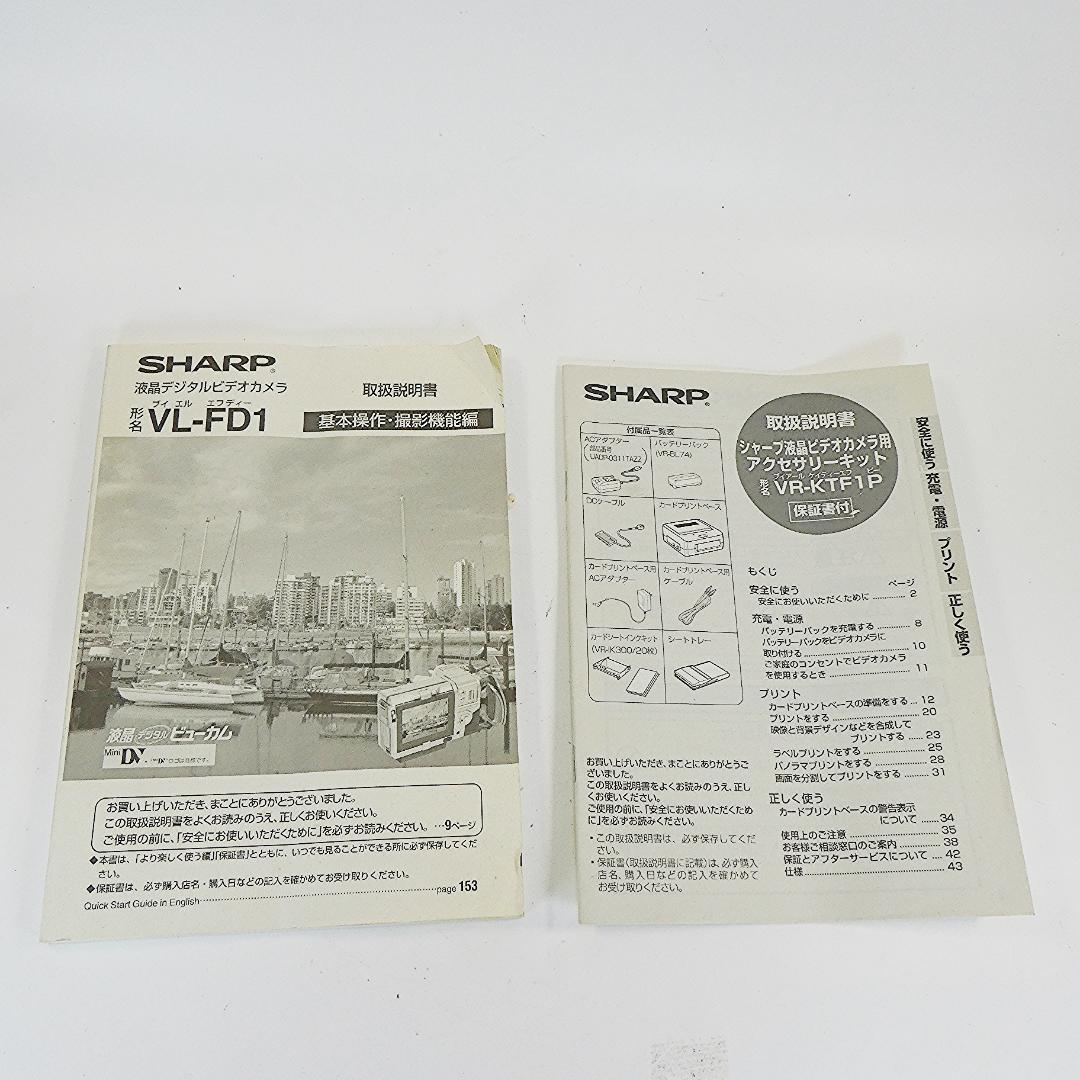 SHARP®
液晶デジタルビデオカメラ
取扱説明書
ブイ エル エフディー
形名 VL-FD1
基本操作・撮影機能編
液晶デジタルビューカム
Mini DV
お買い上げいただき、まことにありがとうございました。
この取扱説明書をよくお読みのうえ、正しくお使いください。
ご使用の前に、「安全にお使いいただくために」を必ずお読みください。…9ページ
◆本書は、「より楽しく使う編」「保証書」とともに、いつでも見ることができる所に必ず保存してくだ
さい。
◆保証書は、必ず購入店名・購入日などの記入を確かめてお受け取りください。
Quick Start Guide in English……page 153
SHARP®
付属品一覧表
ACアダプター
部品番号
UADP-0311TAZZ
バッテリーパック
(VR-BL74)
DCケーブル
カードプリントベース
カードプリントベース用
ACアダプター
カードプリントベース用
ケーブル
カードシートインクキット
(VR-IK300/20枚)
シートトレー
お買い上げいただき、まことにありがとうご
ざいました。
この取扱説明書をよくお読みのうえ、正し
くお使いください。
ご使用の前に、「安全にお使いいただくため
に」を必ずお読みください。
・この取扱説明書は、必ず保存してくだ
さい。
・保証書(取扱説明書に記載)は、必ず購入
店名、購入日などの記入を確かめて
お受け取りください。
取扱説明書
シャープ液晶ビデオカメラ用
アクセサリーキット
形名 VR-KTF1P
保証書付
もくじ
ページ
安全に使う
安全にお使いいただくために……2
充電・電源
バッテリーパックを充電する……8
バッテリーパックをビデオカメラに
取り付ける……10
ご家庭のコンセントでビデオカメラ
を使用するとき……11
プリント
カードプリントベースの準備をする…12
プリントをする……20
映像と背景デザインなどを合成して
プリントする……23
ラベルプリントをする……25
パノラマプリントをする……28
画面を分割してプリントをする……31
正しく使う
カードプリントベースの警告表示
について……34
使用上のご注意……35
お客様ご相談窓口のご案内……38
保証とアフターサービスについて……42
仕様……43
安全に使う 充電・電源 プリント 正しく使う